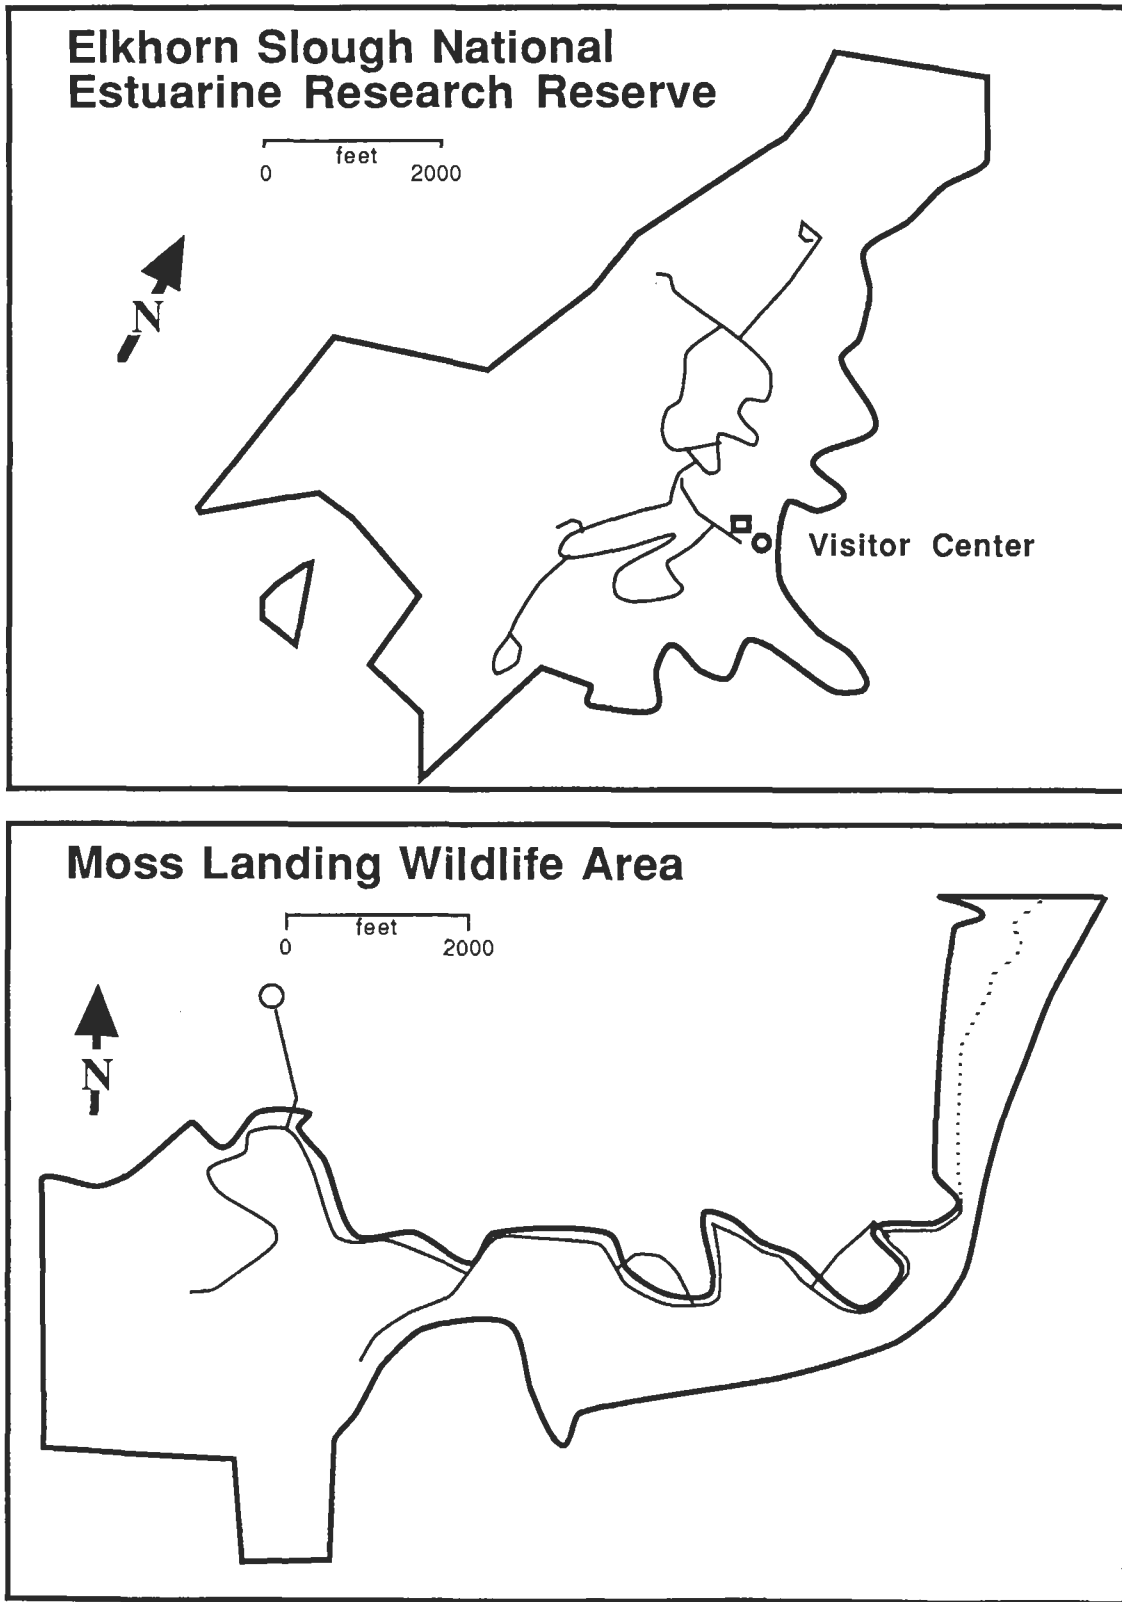 Elkhorn Slough National
Estuarine Research Reserve
feet
0 2000
N
Visitor Center
Moss Landing Wildlife Area
feet
0 2000
N